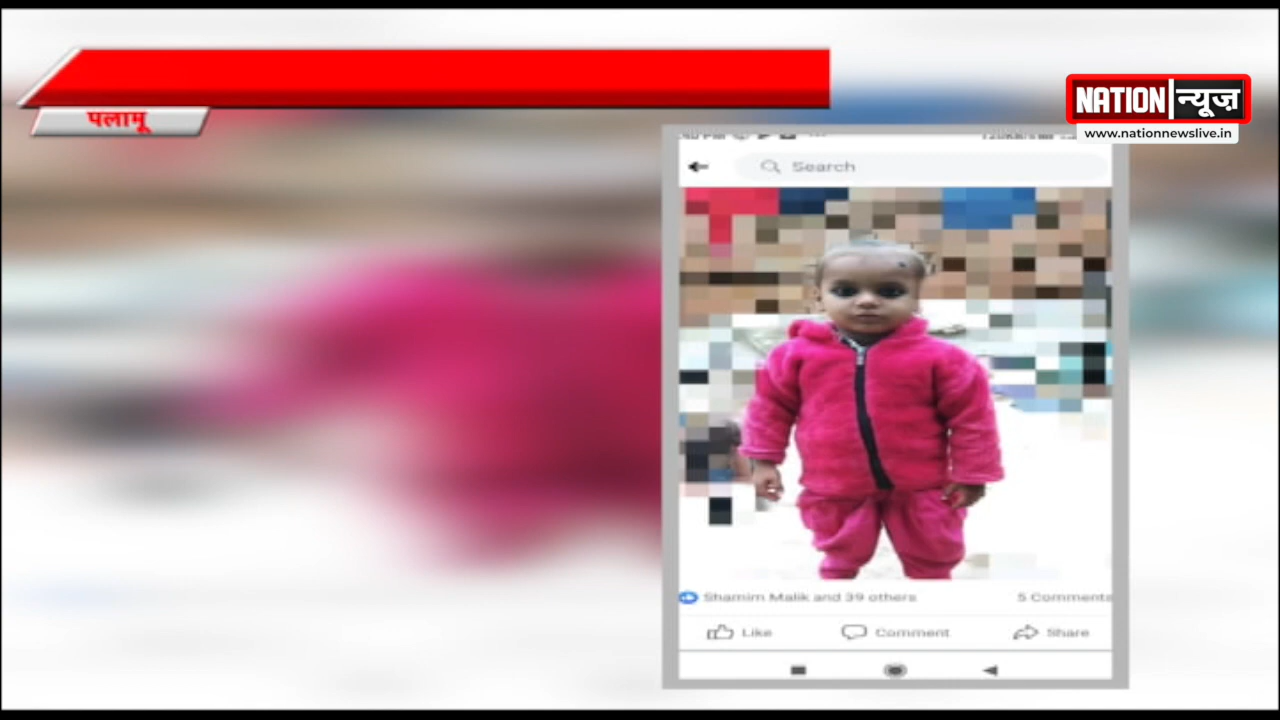 NATION न्यूज़
www.nationnewslive.in
पलामू
Search
Shamim Malik and 39 others
5 Comments
Like
Comment
Share